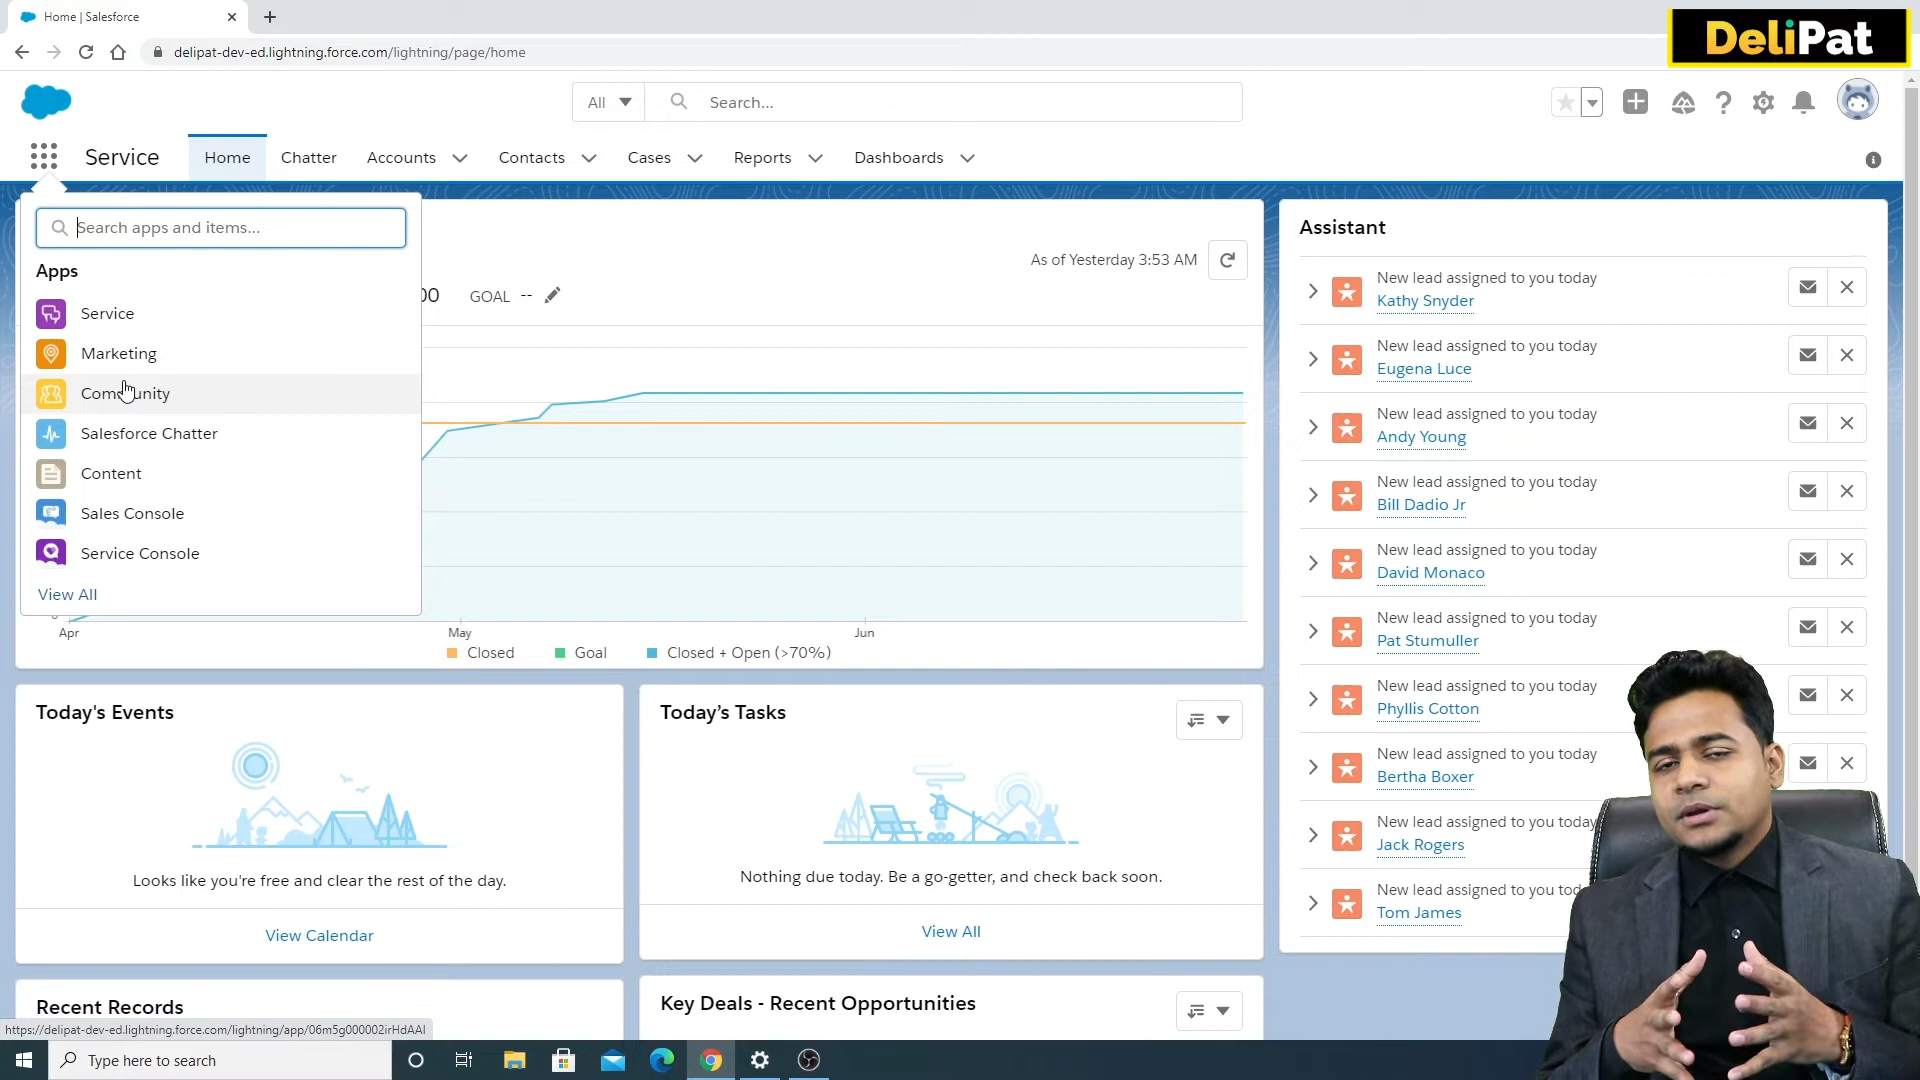 Home | Salesforce
delipat-dev-ed.lightning.force.com/lightning/page/home
DeliPat
All
Search...
Service
Home
Chatter
Accounts
Contacts
Cases
Reports
Dashboards
Search apps and items...
Apps
Service
Marketing
Community
Salesforce Chatter
Content
Sales Console
Service Console
View All
As of Yesterday 3:53 AM
00 GOAL --
Apr
May
Jun
Closed
Goal
Closed + Open (>70%)
Today's Events
Looks like you're free and clear the rest of the day.
View Calendar
Today’s Tasks
Nothing due today. Be a go-getter, and check back soon.
View All
Recent Records
Key Deals - Recent Opportunities
Assistant
New lead assigned to you today
Kathy Snyder
New lead assigned to you today
Eugena Luce
New lead assigned to you today
Andy Young
New lead assigned to you today
Bill Dadio Jr
New lead assigned to you today
David Monaco
New lead assigned to you today
Pat Stumuller
New lead assigned to you today
Phyllis Cotton
New lead assigned to you today
Bertha Boxer
New lead assigned to you today
Jack Rogers
New lead assigned to you tod
Tom James
https://delipat-dev-ed.lightning.force.com/lightning/app/06m5g000002irHdAAI
Type here to search